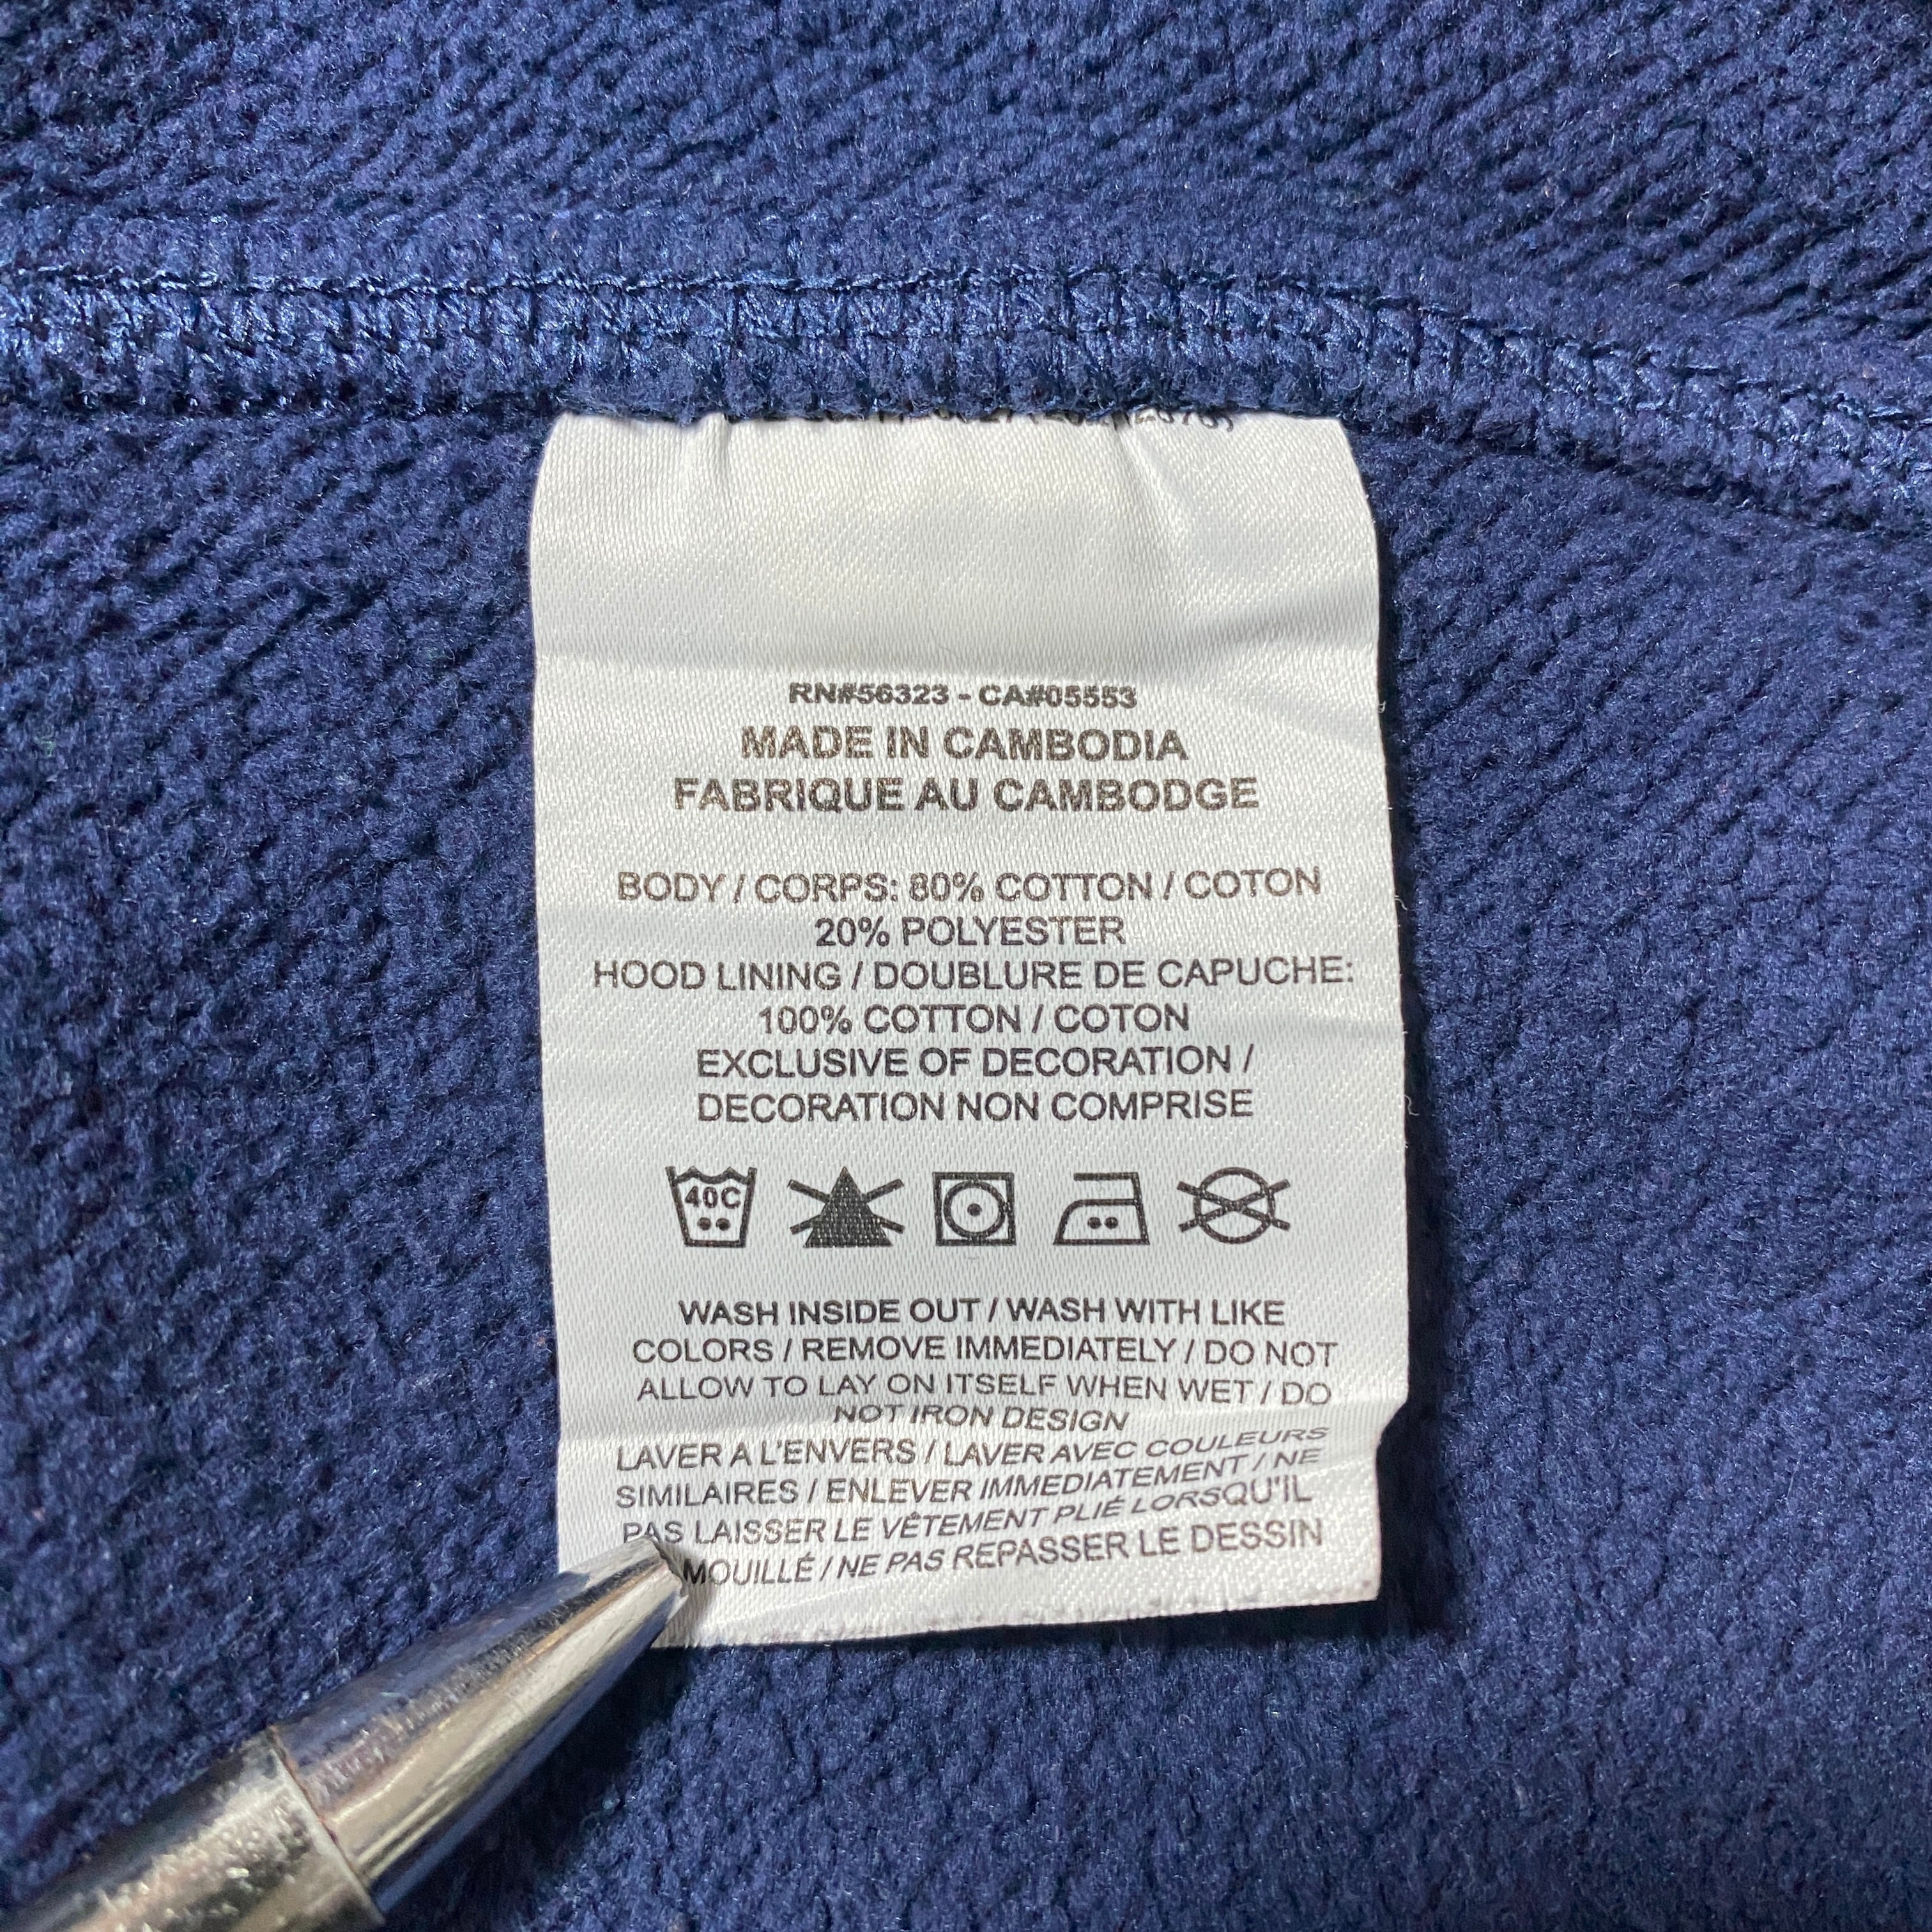 RN#56323 - CA#05553
MADE IN CAMBODIA
FABRIQUE AU CAMBODGE
BODY / CORPS: 80% COTTON / COTON
20% POLYESTER
HOOD LINING / DOUBLURE DE CAPUCHE:
100% COTTON / COTON
EXCLUSIVE OF DECORATION /
DECORATION NON COMPRISE
40C
WASH INSIDE OUT / WASH WITH LIKE
COLORS / REMOVE IMMEDIATELY / DO NOT
ALLOW TO LAY ON ITSELF WHEN WET / DO
NOT IRON DESIGN
LAVER A L'ENVERS / LAVER AVEC COULEURS
SIMILAIRES / ENLEVER IMMEDIATEMENT / NE
PAS LAISSER LE VÊTEMENT PLIÉ LORSQU'IL
MOUILLÉ / NE PAS REPASSER LE DESSIN